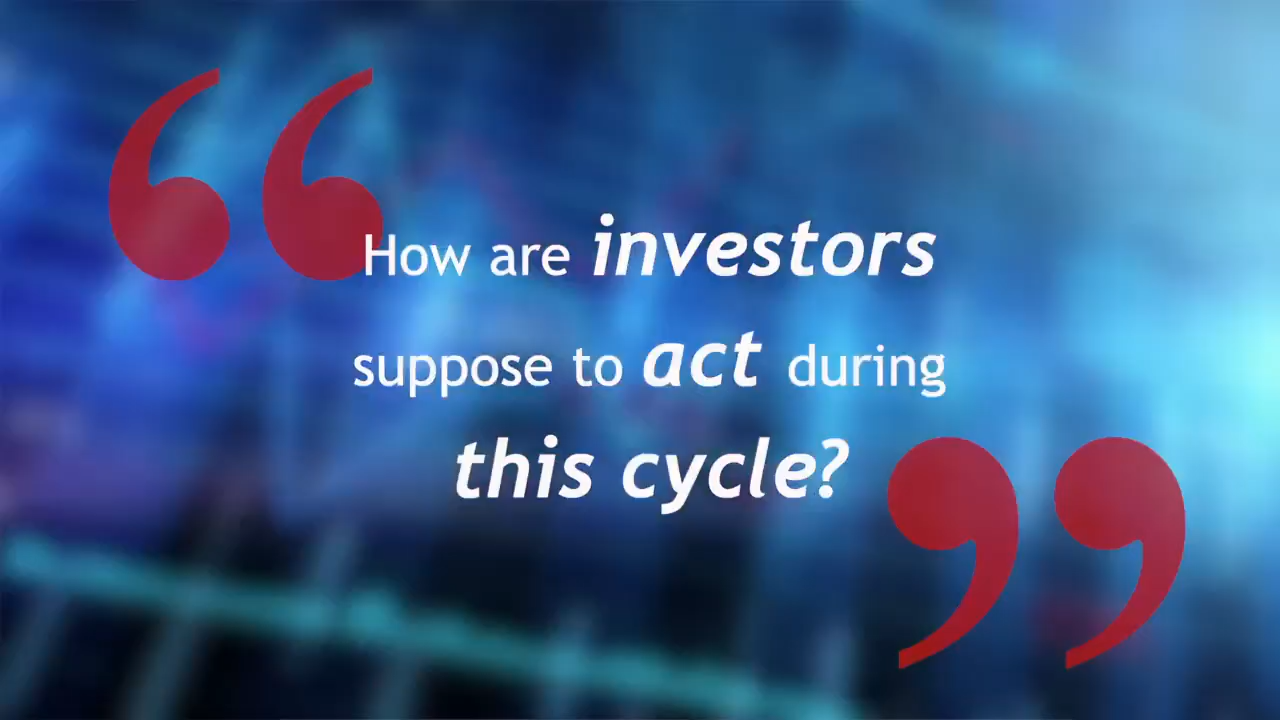 “How are investors
suppose to act during
this cycle?”